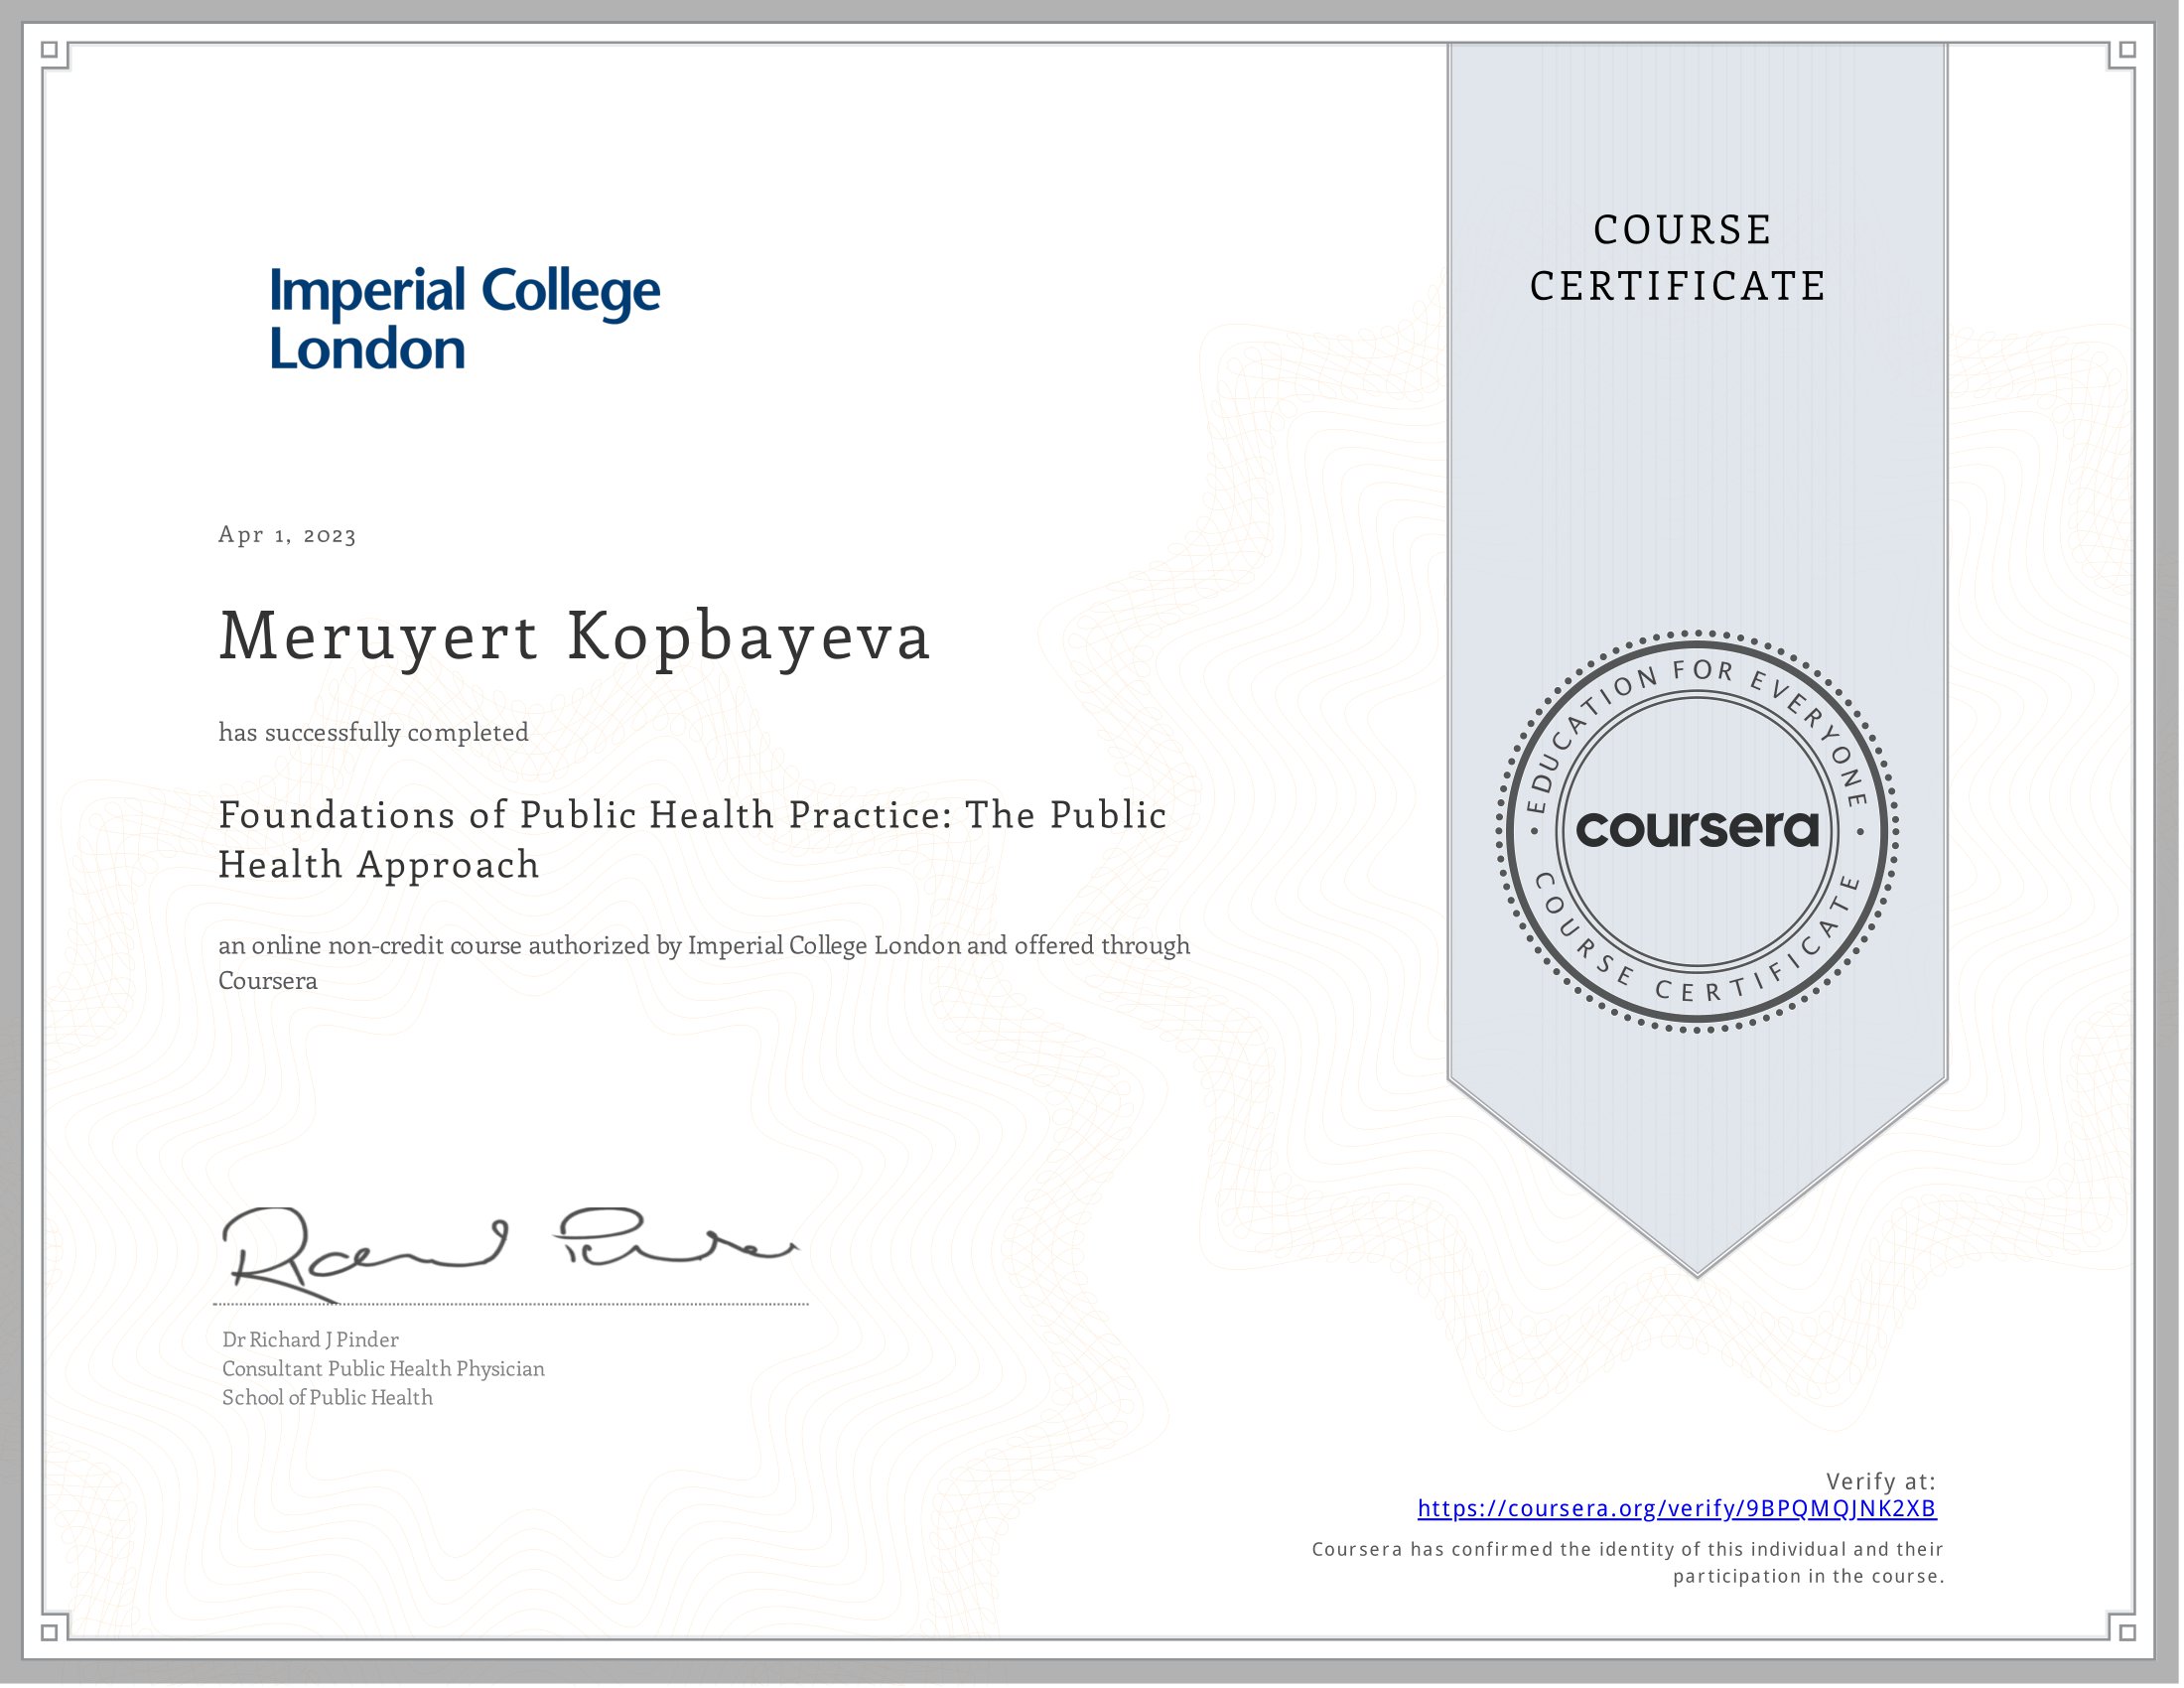 Imperial College
London
COURSE
CERTIFICATE
Apr 1, 2023
Meruyert Kopbayeva
has successfully completed
Foundations of Public Health Practice: The Public
Health Approach
an online non-credit course authorized by Imperial College London and offered through
Coursera
EDUCATION FOR EVERYONE
coursera
COURSE CERTIFICATE
Dr Richard J Pinder
Consultant Public Health Physician
School of Public Health
Verify at:
https://coursera.org/verify/9BPQMQJNK2XB
Coursera has confirmed the identity of this individual and their
participation in the course.